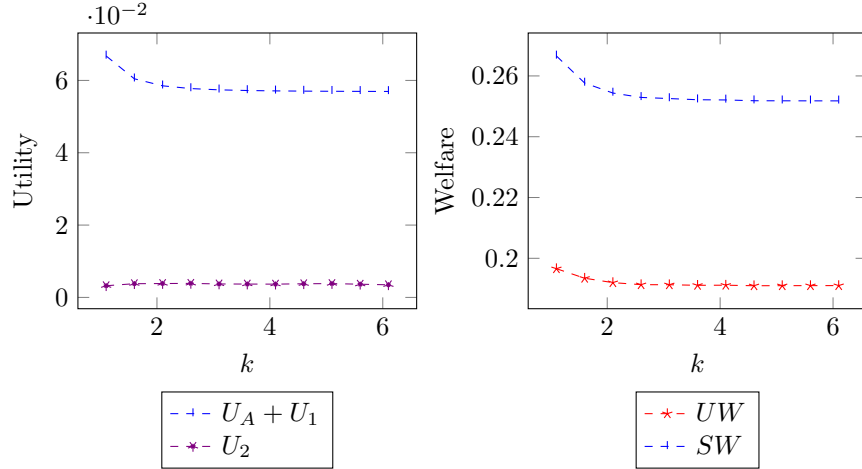 ·10⁻²
6
4
2
0
Utility
2 4 6
k
U_A + U_1
U_2
0.26
0.24
0.22
0.2
Welfare
2 4 6
k
UW
SW